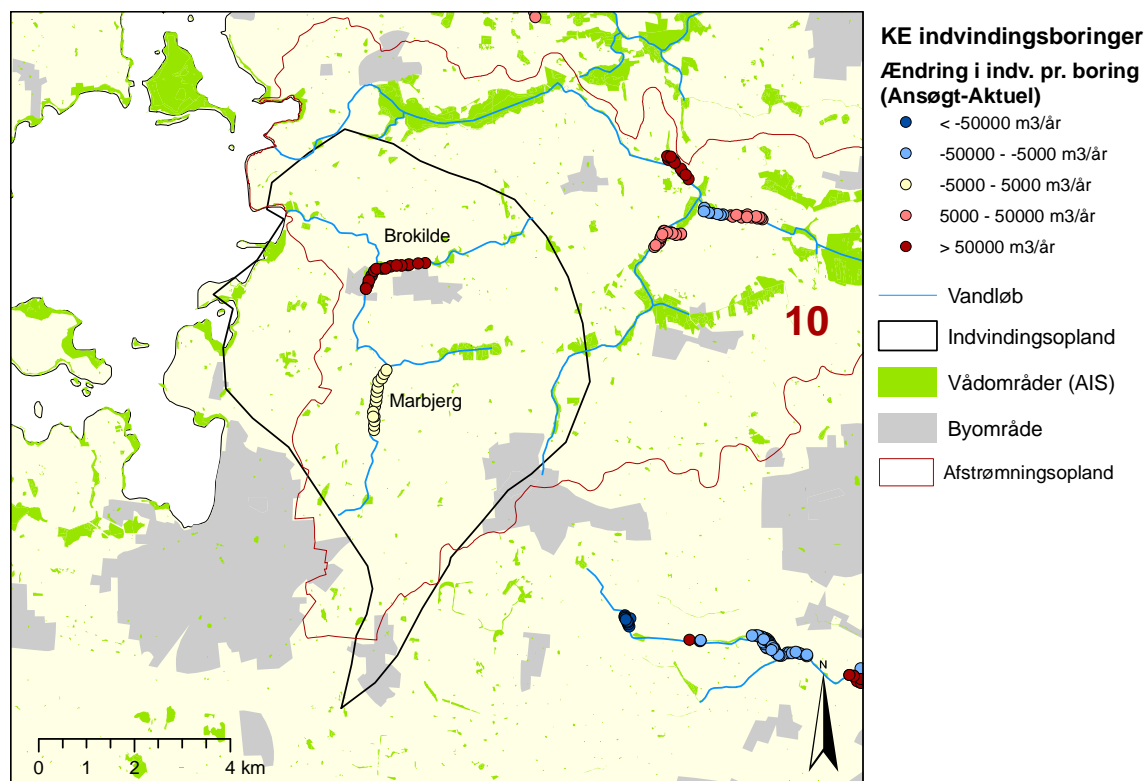 KE indvindingsboringer
Ændring i indv. pr. boring
(Ansøgt-Aktuel)
< -50000 m3/år
-50000 - -5000 m3/år
-5000 - 5000 m3/år
5000 - 50000 m3/år
> 50000 m3/år
Vandløb
Indvindingsopland
Vådområder (AIS)
Byområde
Afstrømningsopland
Brokilde
10
Marbjerg
N
0 1 2 4 km